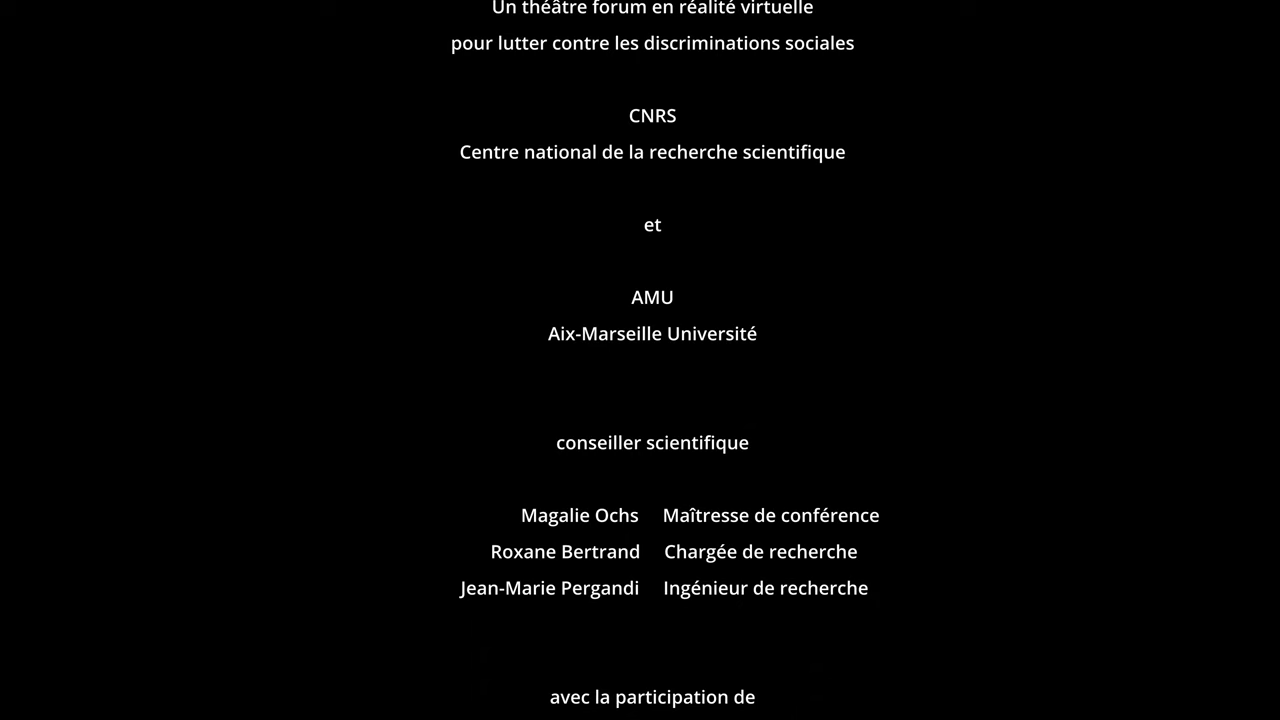 Un théâtre forum en réalité virtuelle
pour lutter contre les discriminations sociales
CNRS
Centre national de la recherche scientifique
et
AMU
Aix-Marseille Université
conseiller scientifique
Magalie Ochs Maîtresse de conférence
Roxane Bertrand Chargée de recherche
Jean-Marie Pergandi Ingénieur de recherche
avec la participation de